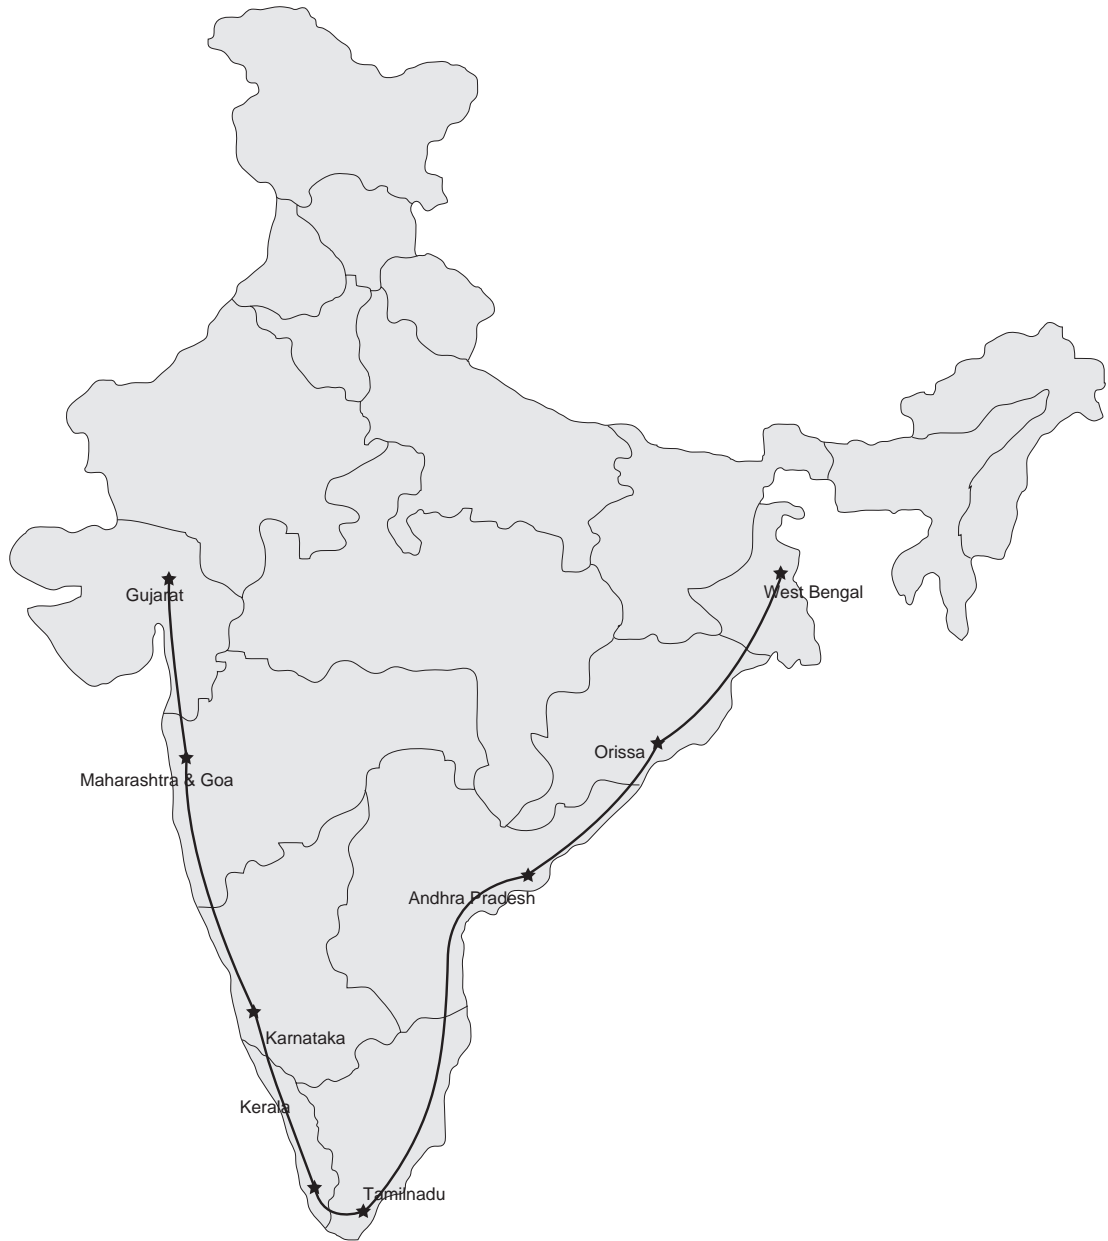 Gujarat
West Bengal
Orissa
Maharashtra & Goa
Andhra Pradesh
Karnataka
Kerala
Tamilnadu